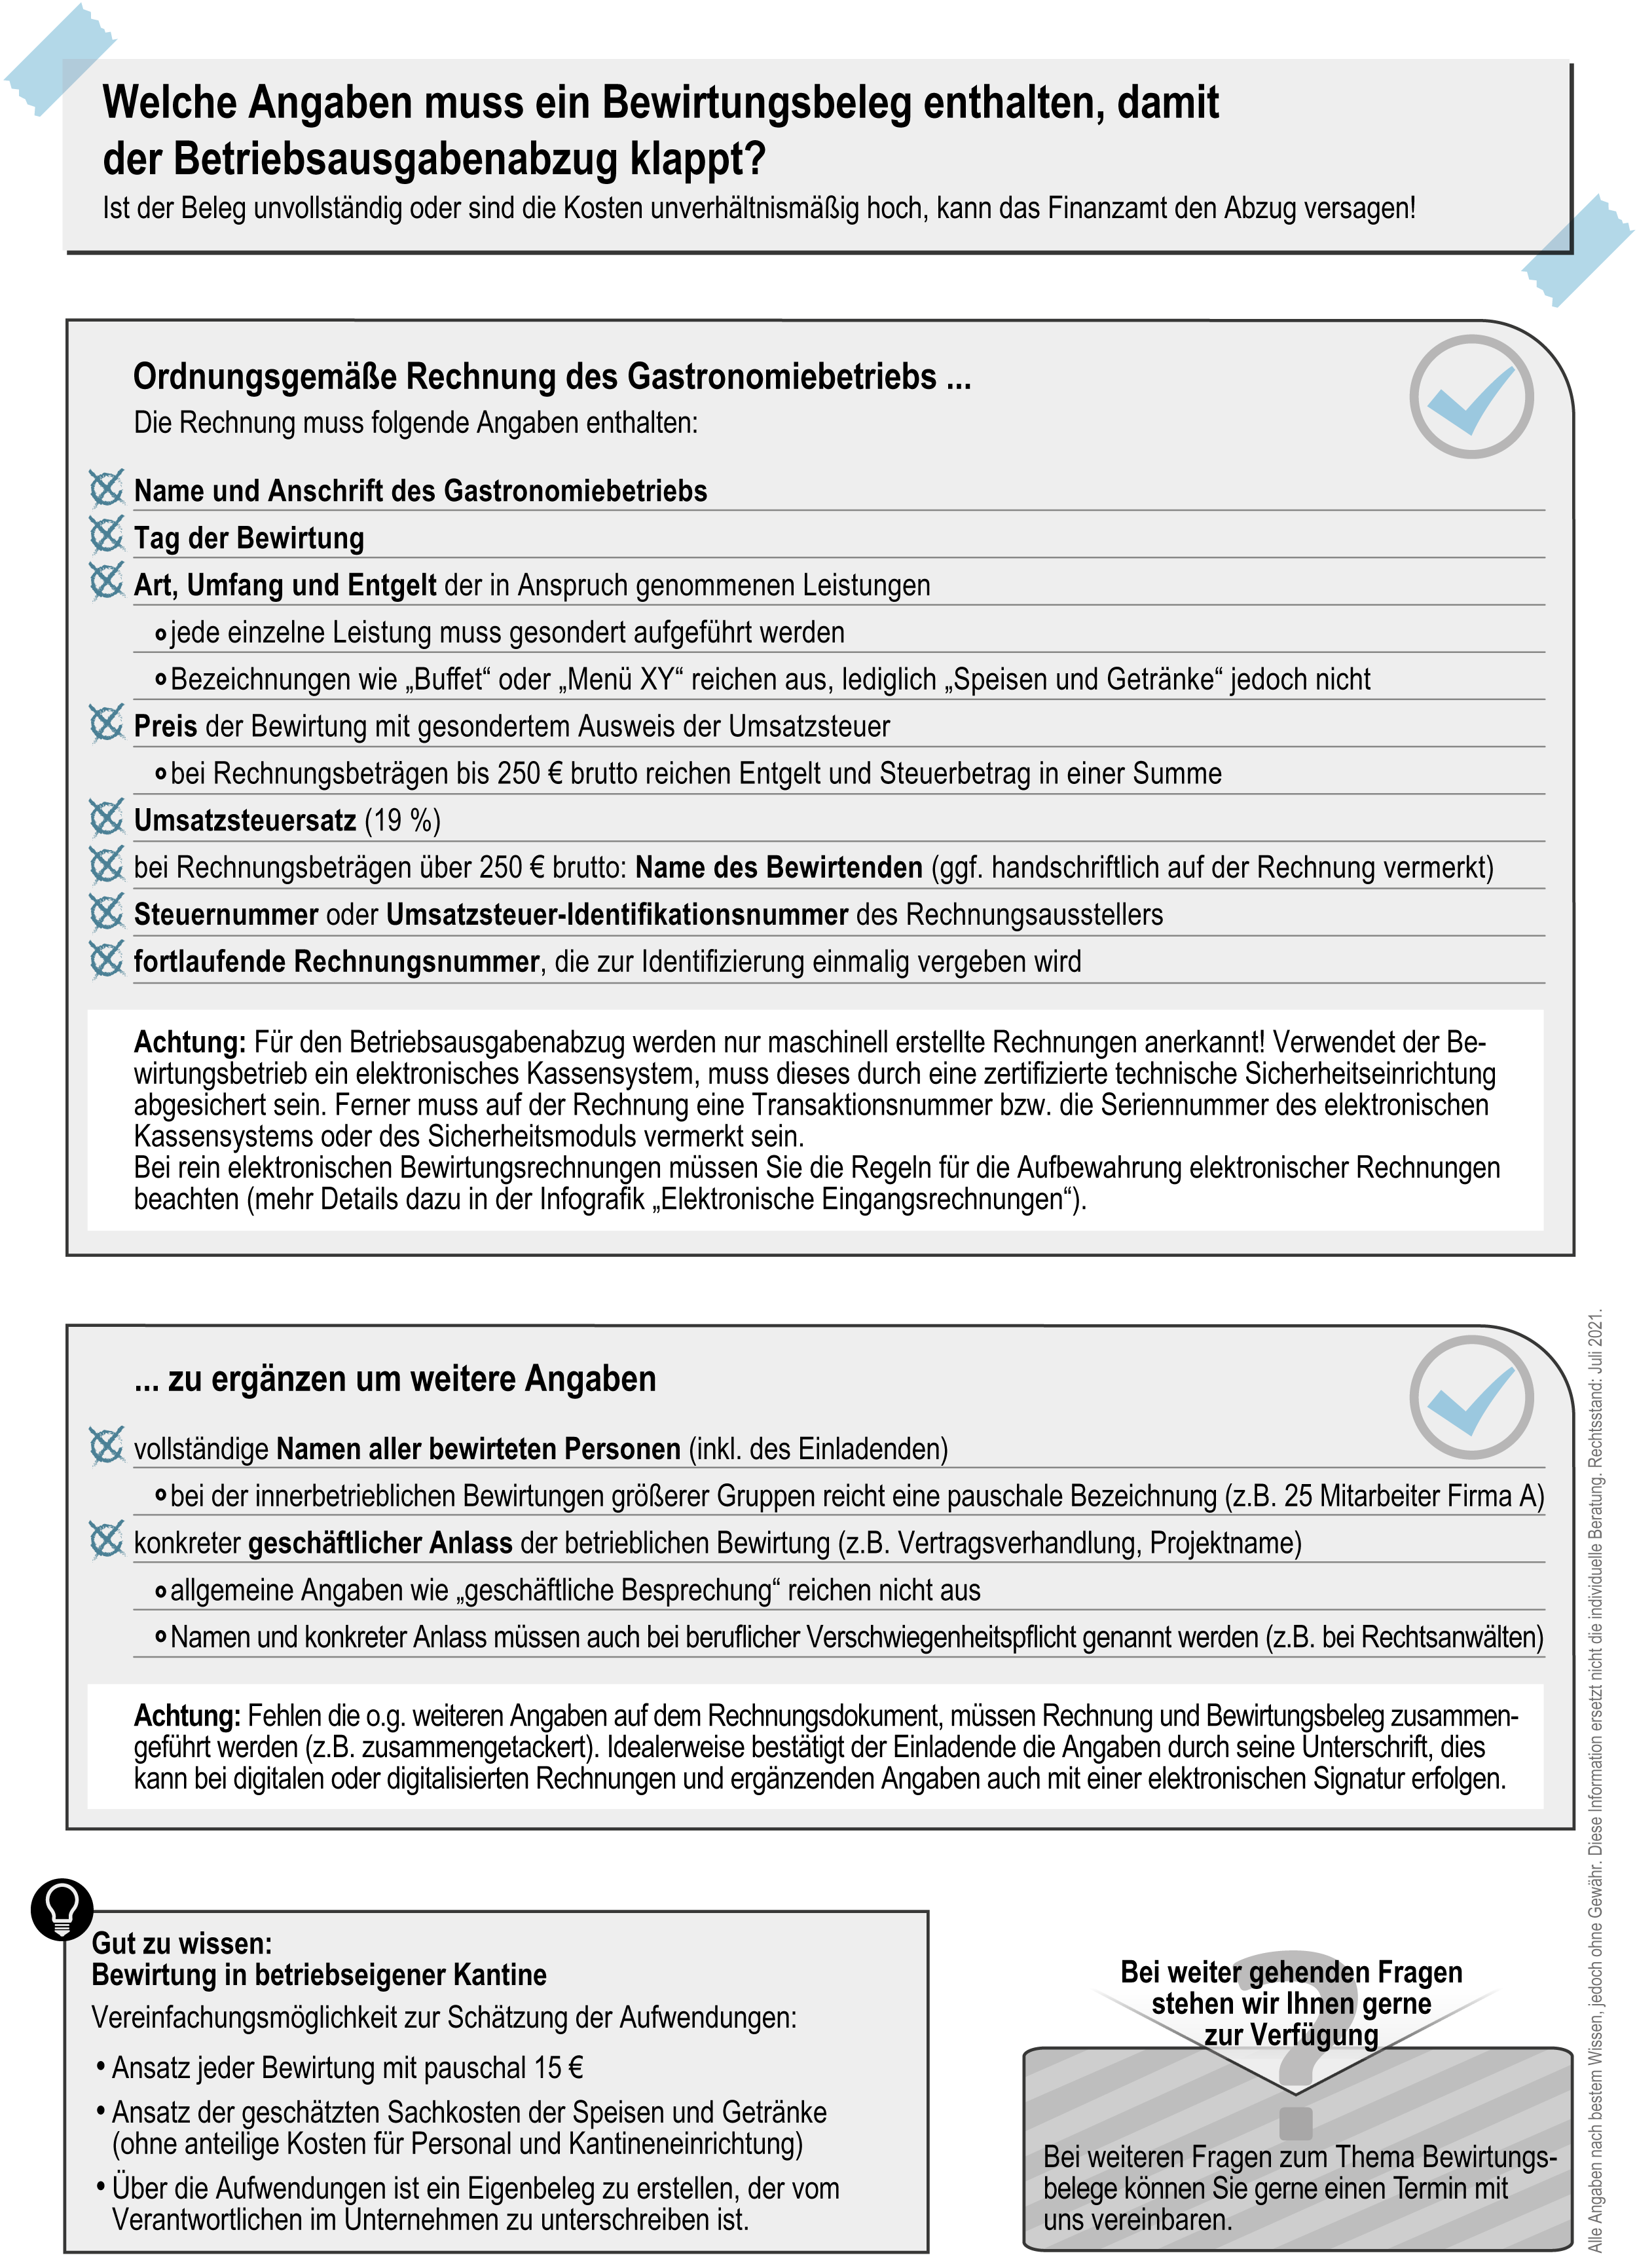 Welche Angaben muss ein Bewirtungsbeleg enthalten, damit
der Betriebsausgabenabzug klappt?
Ist der Beleg unvollständig oder sind die Kosten unverhältnismäßig hoch, kann das Finanzamt den Abzug versagen!
Ordnungsgemäße Rechnung des Gastronomiebetriebs ...
Die Rechnung muss folgende Angaben enthalten:
Name und Anschrift des Gastronomiebetriebs
Tag der Bewirtung
Art, Umfang und Entgelt der in Anspruch genommenen Leistungen
jede einzelne Leistung muss gesondert aufgeführt werden
Bezeichnungen wie „Buffet“ oder „Menü XY“ reichen aus, lediglich „Speisen und Getränke“ jedoch nicht
Preis der Bewirtung mit gesondertem Ausweis der Umsatzsteuer
bei Rechnungsbeträgen bis 250 € brutto reichen Entgelt und Steuerbetrag in einer Summe
Umsatzsteuersatz (19 %)
bei Rechnungsbeträgen über 250 € brutto: Name des Bewirtenden (ggf. handschriftlich auf der Rechnung vermerkt)
Steuernummer oder Umsatzsteuer-Identifikationsnummer des Rechnungsausstellers
fortlaufende Rechnungsnummer, die zur Identifizierung einmalig vergeben wird
Achtung: Für den Betriebsausgabenabzug werden nur maschinell erstellte Rechnungen anerkannt! Verwendet der Be-
wirtungsbetrieb ein elektronisches Kassensystem, muss dieses durch eine zertifizierte technische Sicherheitseinrichtung
abgesichert sein. Ferner muss auf der Rechnung eine Transaktionsnummer bzw. die Seriennummer des elektronischen
Kassensystems oder des Sicherheitsmoduls vermerkt sein.
Bei rein elektronischen Bewirtungsrechnungen müssen Sie die Regeln für die Aufbewahrung elektronischer Rechnungen
beachten (mehr Details dazu in der Infografik „Elektronische Eingangsrechnungen“).
... zu ergänzen um weitere Angaben
vollständige Namen aller bewirteten Personen (inkl. des Einladenden)
bei der innerbetrieblichen Bewirtungen größerer Gruppen reicht eine pauschale Bezeichnung (z.B. 25 Mitarbeiter Firma A)
konkreter geschäftlicher Anlass der betrieblichen Bewirtung (z.B. Vertragsverhandlung, Projektname)
allgemeine Angaben wie „geschäftliche Besprechung“ reichen nicht aus
Namen und konkreter Anlass müssen auch bei beruflicher Verschwiegenheitspflicht genannt werden (z.B. bei Rechtsanwälten)
Achtung: Fehlen die o.g. weiteren Angaben auf dem Rechnungsdokument, müssen Rechnung und Bewirtungsbeleg zusammen-
geführt werden (z.B. zusammengetackert). Idealerweise bestätigt der Einladende die Angaben durch seine Unterschrift, dies
kann bei digitalen oder digitalisierten Rechnungen und ergänzenden Angaben auch mit einer elektronischen Signatur erfolgen.
Gut zu wissen:
Bewirtung in betriebseigener Kantine
Vereinfachungsmöglichkeit zur Schätzung der Aufwendungen:
• Ansatz jeder Bewirtung mit pauschal 15 €
• Ansatz der geschätzten Sachkosten der Speisen und Getränke
(ohne anteilige Kosten für Personal und Kantineneinrichtung)
• Über die Aufwendungen ist ein Eigenbeleg zu erstellen, der vom
Verantwortlichen im Unternehmen zu unterschreiben ist.
?
Bei weiter gehenden Fragen
stehen wir Ihnen gerne
zur Verfügung
Bei weiteren Fragen zum Thema Bewirtungs-
belege können Sie gerne einen Termin mit
uns vereinbaren.
Alle Angaben nach bestem Wissen, jedoch ohne Gewähr. Diese Information ersetzt nicht die individuelle Beratung. Rechtsstand: Juli 2021.